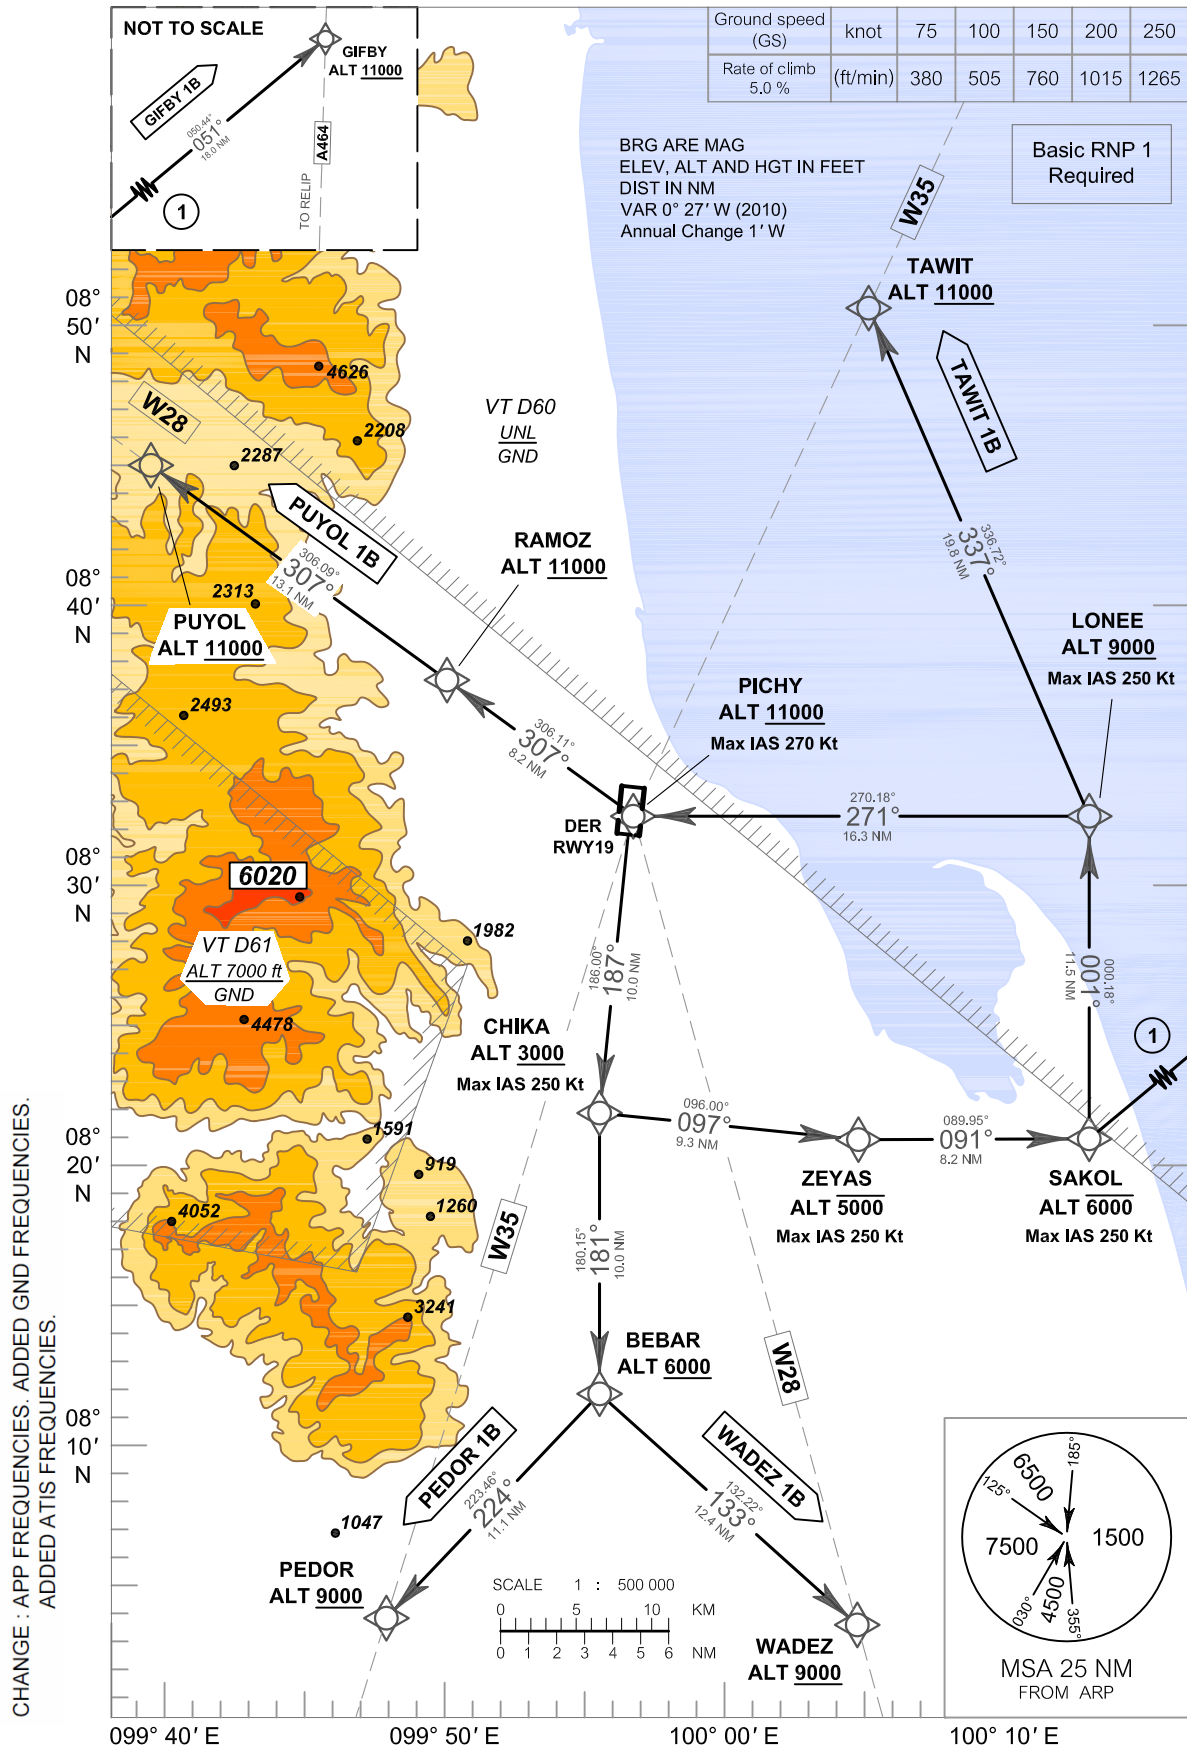 NOT TO SCALE
GIFBY
ALT 11000
GIFBY 1B
050.44°
051°
18.0 NM
A464
TO RELIP
1
Ground speed (GS) knot 75 100 150 200 250
Rate of climb 5.0 % (ft/min) 380 505 760 1015 1265
BRG ARE MAG
ELEV, ALT AND HGT IN FEET
DIST IN NM
VAR 0° 27′ W (2010)
Annual Change 1′ W
Basic RNP 1
Required
W35
TAWIT
ALT 11000
TAWIT 1B
336.72°
337°
19.8 NM
08°
50′
N
4626
2208
2287
W28
VT D60
UNL
GND
PUYOL 1B
306.09°
307°
13.1 NM
RAMOZ
ALT 11000
08°
40′
N
2313
PUYOL
ALT 11000
2493
LONEE
ALT 9000
Max IAS 250 Kt
PICHY
ALT 11000
Max IAS 270 Kt
306.11°
307°
8.2 NM
DER
RWY19
270.18°
271°
16.3 NM
08°
30′
N
6020
1982
VT D61
ALT 7000 ft
GND
4478
186.00°
187°
10.0 NM
000.18°
001°
11.5 NM
CHIKA
ALT 3000
Max IAS 250 Kt
1
096.00°
097°
9.3 NM
089.95°
091°
8.2 NM
08°
20′
N
1591
919
1260
4052
ZEYAS
ALT 5000
Max IAS 250 Kt
SAKOL
ALT 6000
Max IAS 250 Kt
W35
180.15°
181°
10.0 NM
3241
BEBAR
ALT 6000
W28
08°
10′
N
PEDOR 1B
223.46°
224°
11.1 NM
WADEZ 1B
132.22°
133°
12.4 NM
1047
PEDOR
ALT 9000
SCALE 1 : 500 000
0 5 10 KM
0 1 2 3 4 5 6 NM
WADEZ
ALT 9000
6500
185°
125°
7500
1500
030°
4500
355°
MSA 25 NM
FROM ARP
099° 40′ E
099° 50′ E
100° 00′ E
100° 10′ E
CHANGE : APP FREQUENCIES. ADDED GND FREQUENCIES.
ADDED ATIS FREQUENCIES.